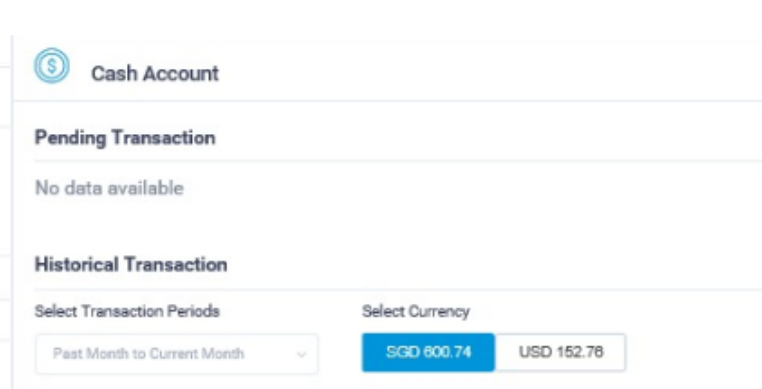 Cash Account
Pending Transaction
No data available
Historical Transaction
Select Transaction Periods Select Currency
Past Month to Current Month SGD 600.74 USD 152.76